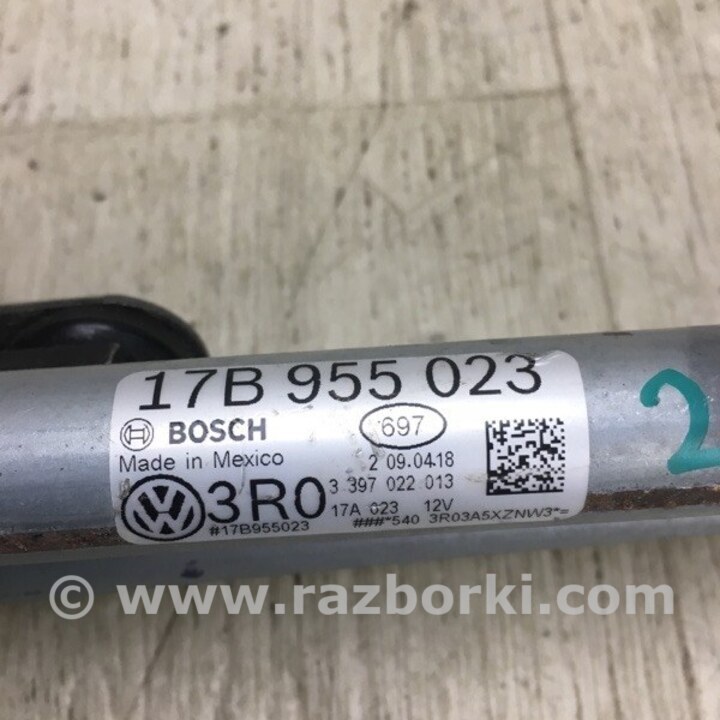 17B 955 023
BOSCH 697
Made in Mexico 2 09.04.18
3R0 3 397 022 013
17A 023 12V
#17B955023 ###*540 3R03A5XZNW3*=
2
© www.razborki.com